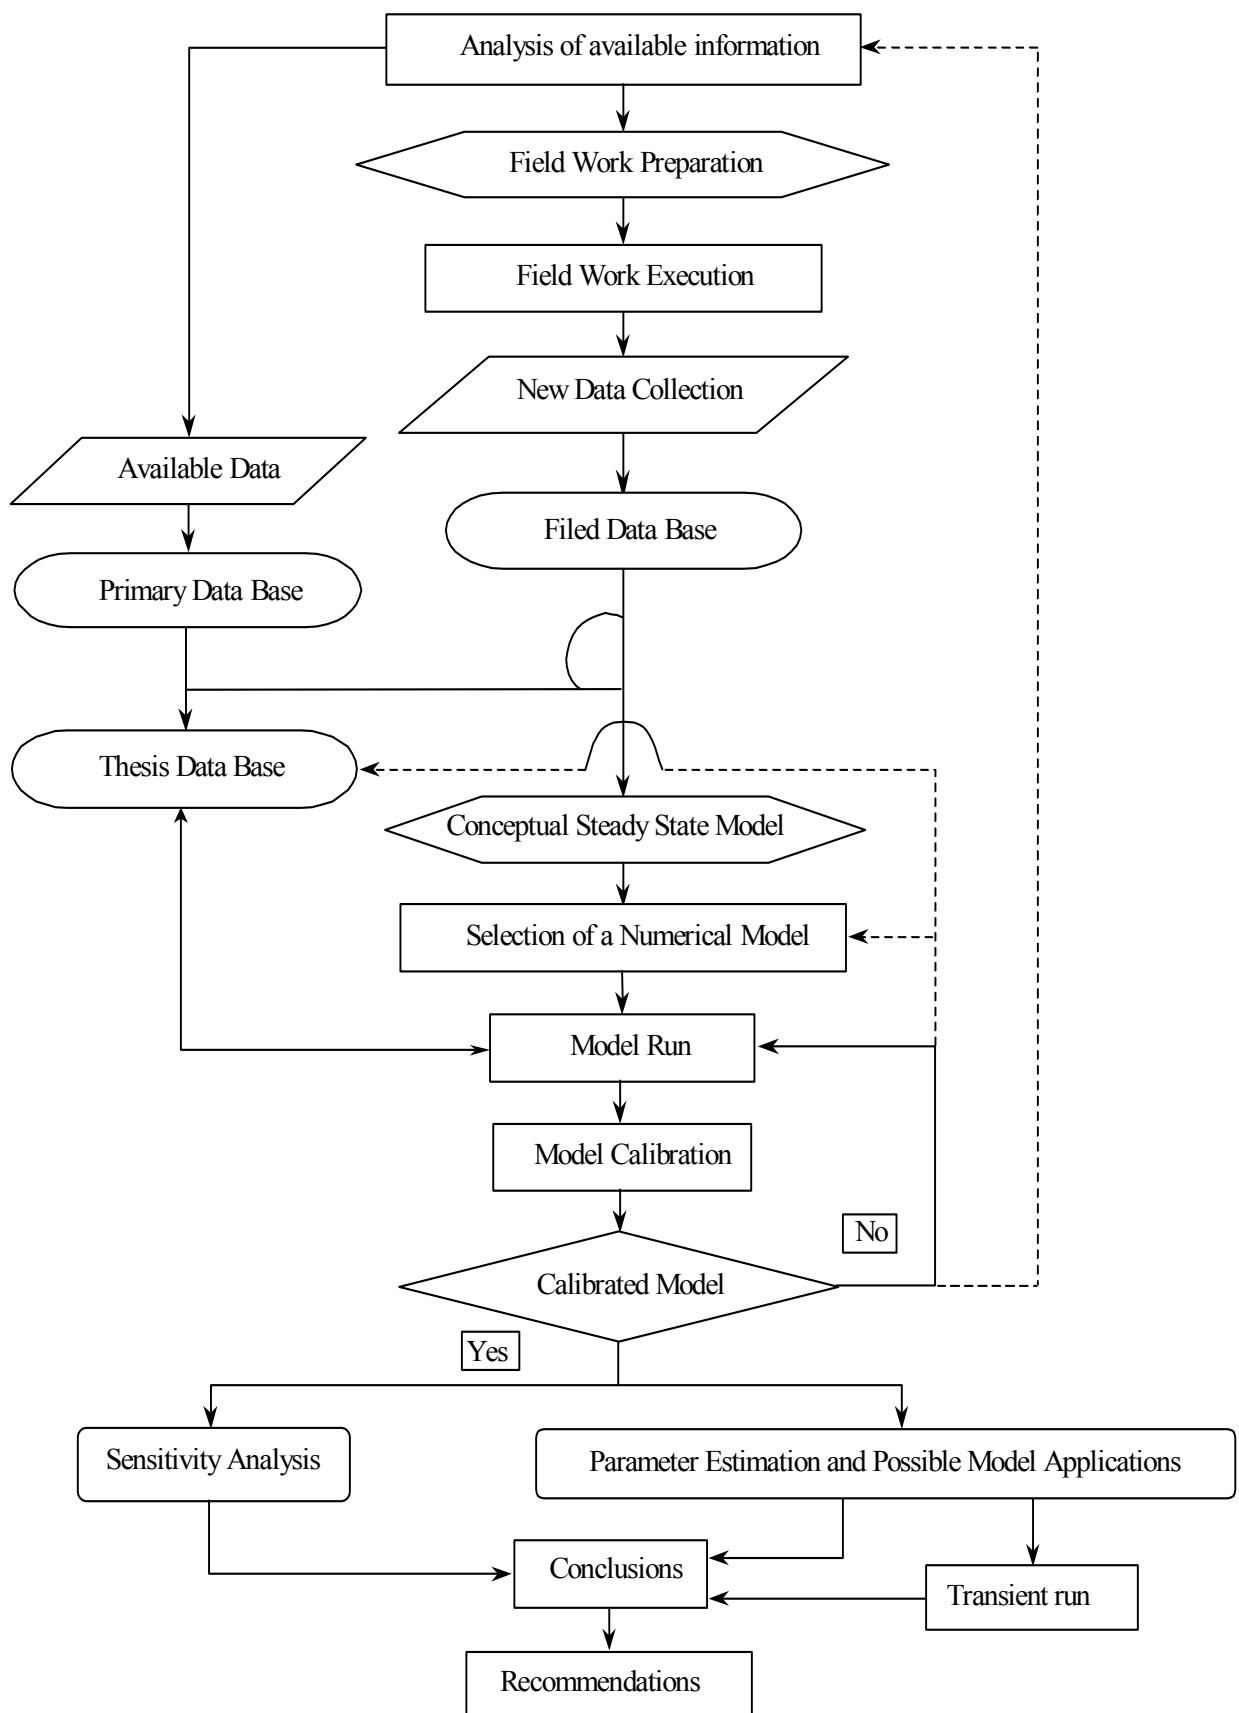 Analysis of available information
Field Work Preparation
Field Work Execution
New Data Collection
Available Data
Filed Data Base
Primary Data Base
Thesis Data Base
Conceptual Steady State Model
Selection of a Numerical Model
Model Run
Model Calibration
No
Calibrated Model
Yes
Sensitivity Analysis
Parameter Estimation and Possible Model Applications
Conclusions
Transient run
Recommendations